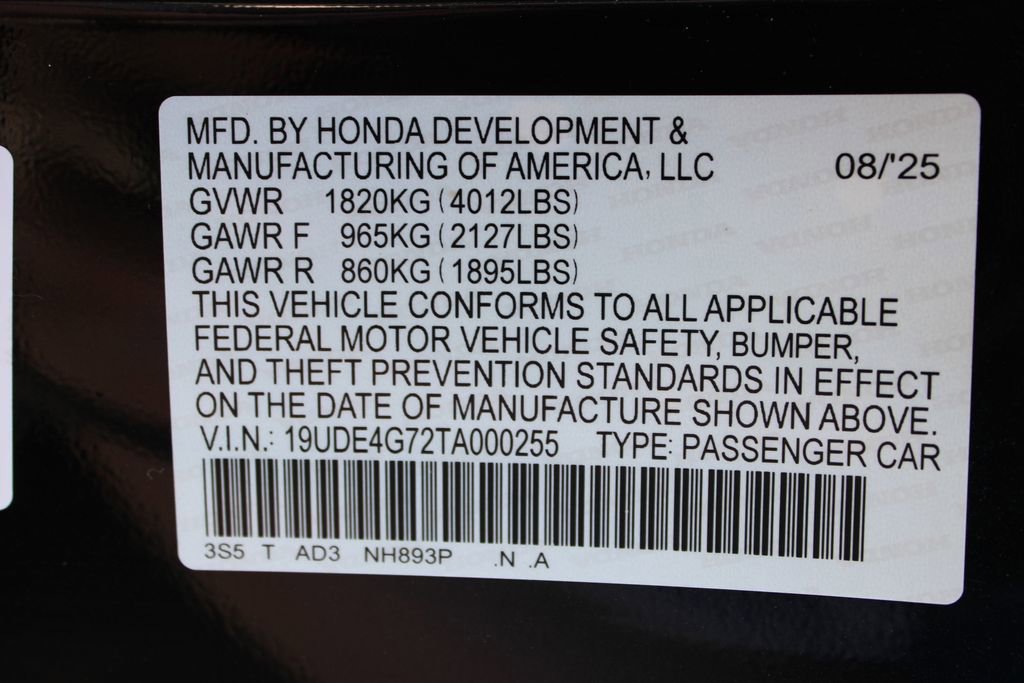 MFD. BY HONDA DEVELOPMENT &
MANUFACTURING OF AMERICA, LLC 08/'25
GVWR 1820KG (4012LBS)
GAWR F 965KG (2127LBS)
GAWR R 860KG (1895LBS)
THIS VEHICLE CONFORMS TO ALL APPLICABLE
FEDERAL MOTOR VEHICLE SAFETY, BUMPER,
AND THEFT PREVENTION STANDARDS IN EFFECT
ON THE DATE OF MANUFACTURE SHOWN ABOVE.
V.I.N.: 19UDE4G72TA000255 TYPE: PASSENGER CAR
3S5 T AD3 NH893P .N .A